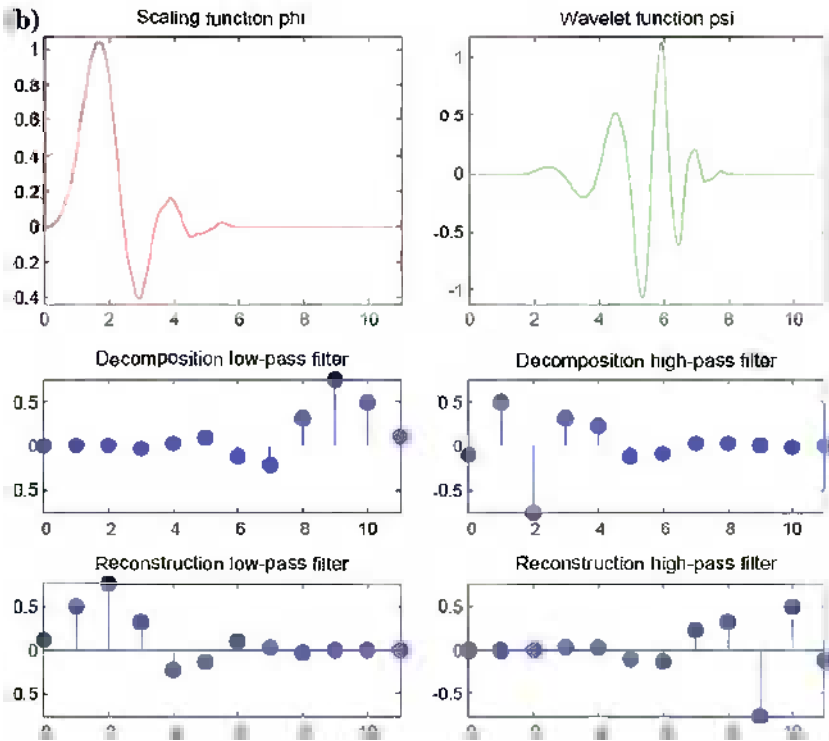 b)
Scaling function phi
Wavelet function psi
1
0.8
0.6
0.4
0.2
0
0.2
0.4
0 2 4 6 8 10
1
0.5
0
-0.5
-1
0 2 4 6 8 10
Decomposition low-pass filter
Decomposition high-pass filter
0.5
0
0.5
0 2 4 6 8 10
0.5
0
-0.5
0 2 4 6 8 10
Reconstruction low-pass filter
Reconstruction high-pass filter
0.5
0
0.5
0.5
0
-0.5